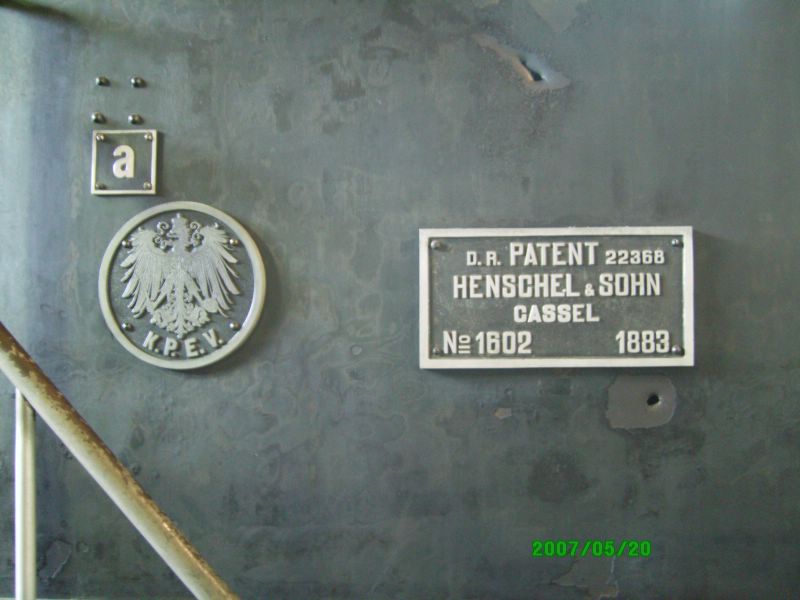 a
K.P.E.V.
D.R. PATENT 22368
HENSCHEL & SOHN
CASSEL
No 1602 1883.
2007/05/20